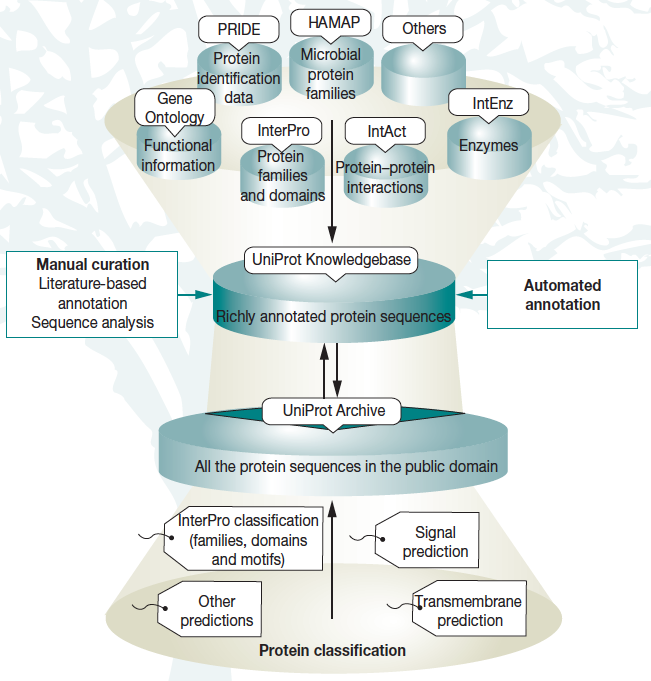 PRIDE
Protein
identification
data
HAMAP
Microbial
protein
families
Others
Gene
Ontology
Functional
information
InterPro
Protein
families
and domains
IntAct
Protein–protein
interactions
IntEnz
Enzymes
UniProt Knowledgebase
Richly annotated protein sequences
Manual curation
Literature-based
annotation
Sequence analysis
Automated
annotation
UniProt Archive
All the protein sequences in the public domain
InterPro classification
(families, domains
and motifs)
Signal
prediction
Other
predictions
Transmembrane
prediction
Protein classification